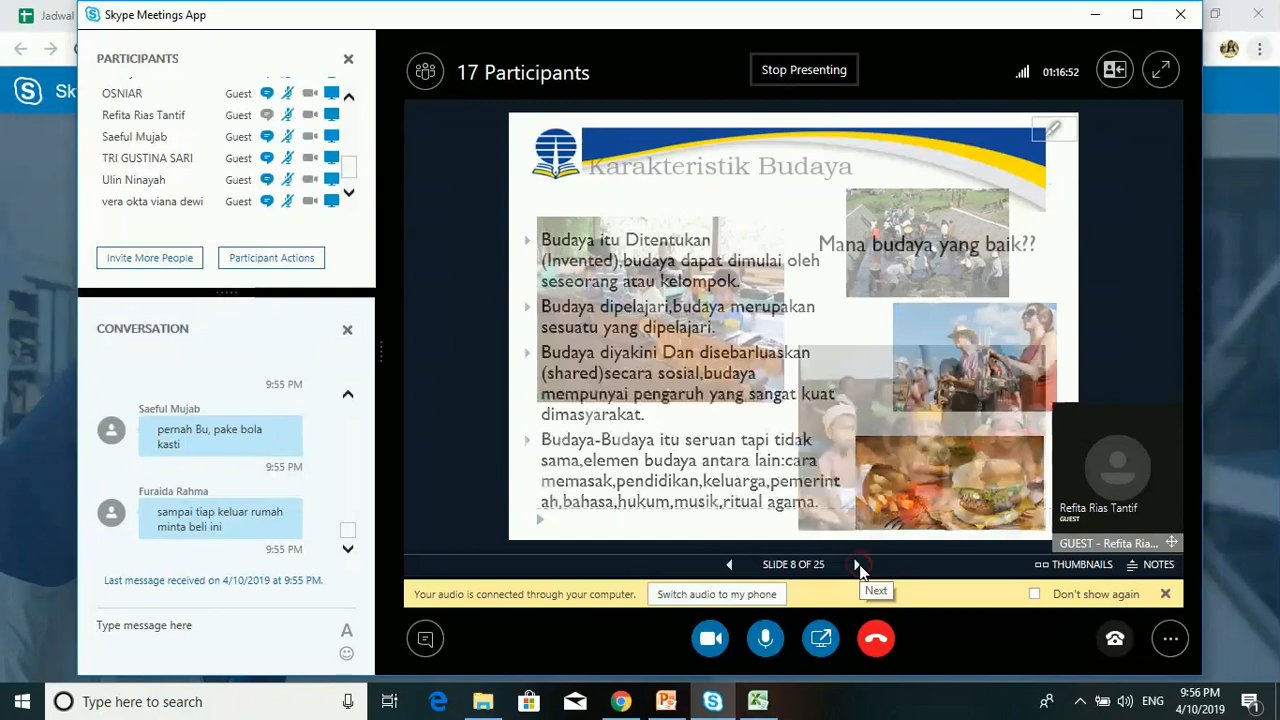 Jadwal
Skype Meetings App
Sk
PARTICIPANTS
OSNIAR Guest
Refita Rias Tantif Guest
Saeful Mujab Guest
TRI GUSTINA SARI Guest
Ulin Ninayah Guest
vera okta viana dewi Guest
Invite More People
Participant Actions
CONVERSATION
9:55 PM
Saeful Mujab
pernah Bu, pake bola
kasti
9:55 PM
Furaida Rahma
sampai tiap keluar rumah
minta beli ini
9:55 PM
Last message received on 4/10/2019 at 9:55 PM.
Type message here
A
17 Participants
Stop Presenting
01:16:52
Karakteristik Budaya
Budaya itu Ditentukan
(Invented),budaya dapat dimulai oleh
seseorang atau kelompok.
Budaya dipelajari,budaya merupakan
sesuatu yang dipelajari.
Budaya diyakini Dan disebarluaskan
(shared)secara sosial,budaya
mempunyai pengaruh yang sangat kuat
dimasyarakat.
Budaya-Budaya itu seruan tapi tidak
sama,elemen budaya antara lain:cara
memasak,pendidikan,keluarga,pemerint
ah,bahasa,hukum,musik,ritual agama.
Mana budaya yang baik??
Refita Rias Tantif
GUEST
GUEST - Refita Ria...
SLIDE 8 OF 25
THUMBNAILS
NOTES
Next
Your audio is connected through your computer.
Switch audio to my phone
Don't show again
Type here to search
ENG
9:56 PM
4/10/2019
1